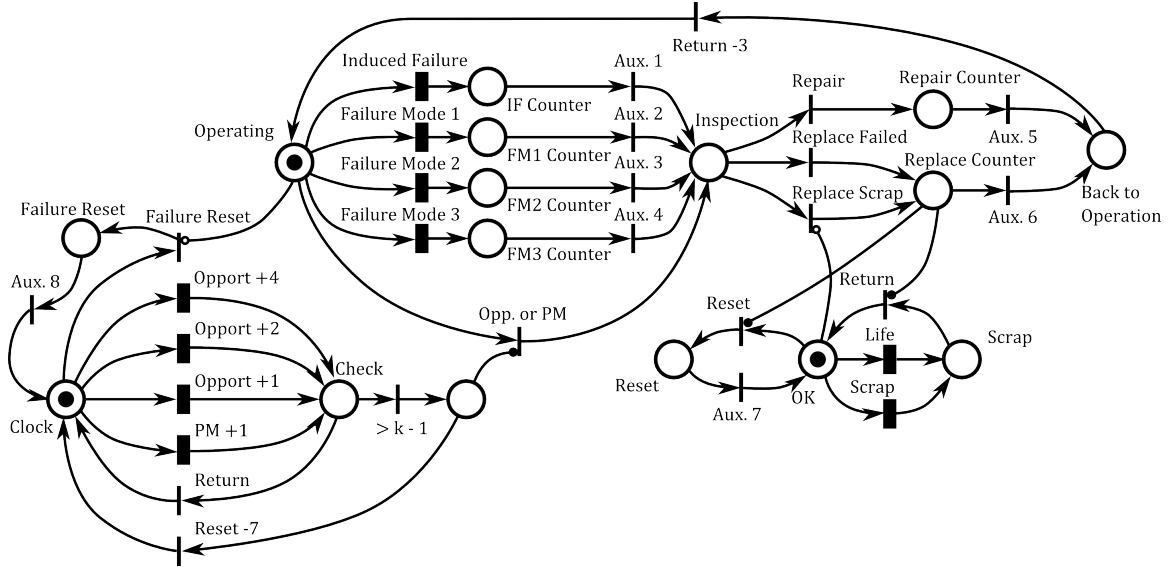 Return -3
Induced Failure
Aux. 1
Repair
Repair Counter
IF Counter
Operating
Failure Mode 1
Aux. 2
Inspection
Replace Failed
Aux. 5
FM1 Counter
Failure Mode 2
Aux. 3
Replace Counter
FM2 Counter
Replace Scrap
Back to
Operation
Failure Reset
Failure Reset
Failure Mode 3
Aux. 4
Aux. 6
FM3 Counter
Aux. 8
Opport +4
Return
Opp. or PM
Reset
Opport +2
Life
Scrap
Check
Reset
Opport +1
Scrap
OK
Aux. 7
Clock
PM +1
> k - 1
Return
Reset -7